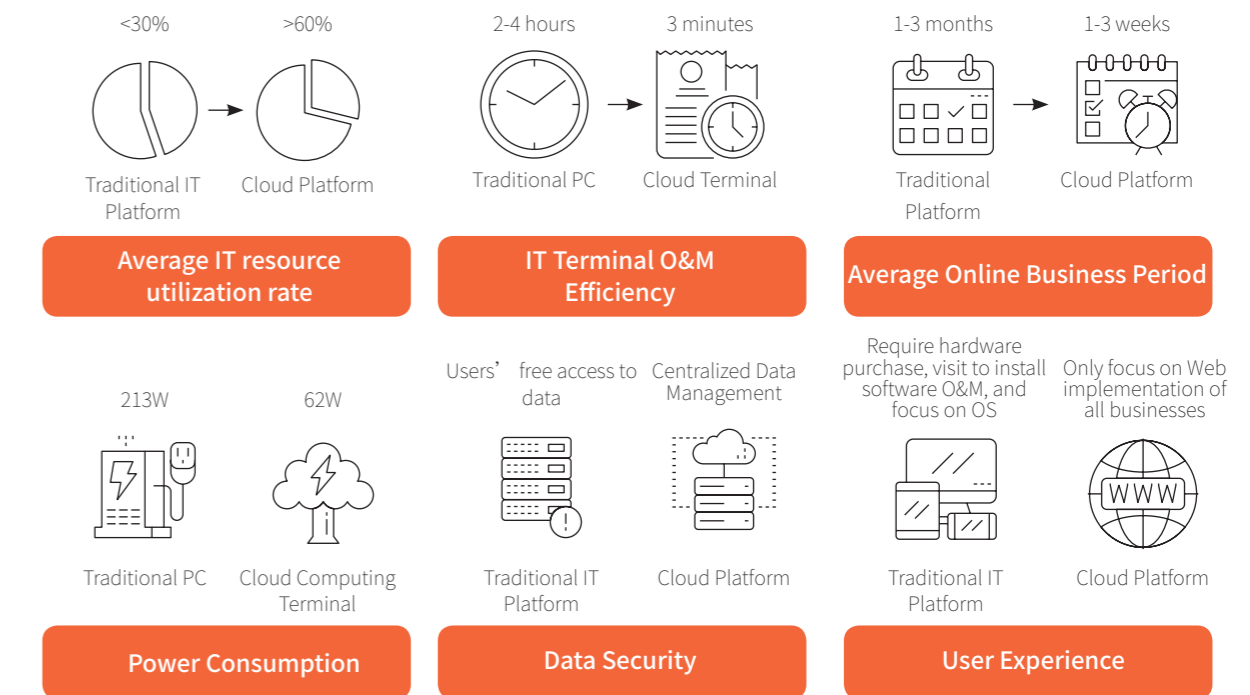 <30%
>60%
Traditional IT
Platform
Cloud Platform
Average IT resource
utilization rate
2-4 hours
3 minutes
Traditional PC
Cloud Terminal
IT Terminal O&M
Efficiency
1-3 months
1-3 weeks
Traditional
Platform
Cloud Platform
Average Online Business Period
213W
62W
Traditional PC
Cloud Computing
Terminal
Power Consumption
Users’ free access to
data
Centralized Data
Management
Traditional IT
Platform
Cloud Platform
Data Security
Require hardware
purchase, visit to install
software O&M, and
focus on OS
Only focus on Web
implementation of
all businesses
WWW
Traditional IT
Platform
Cloud Platform
User Experience